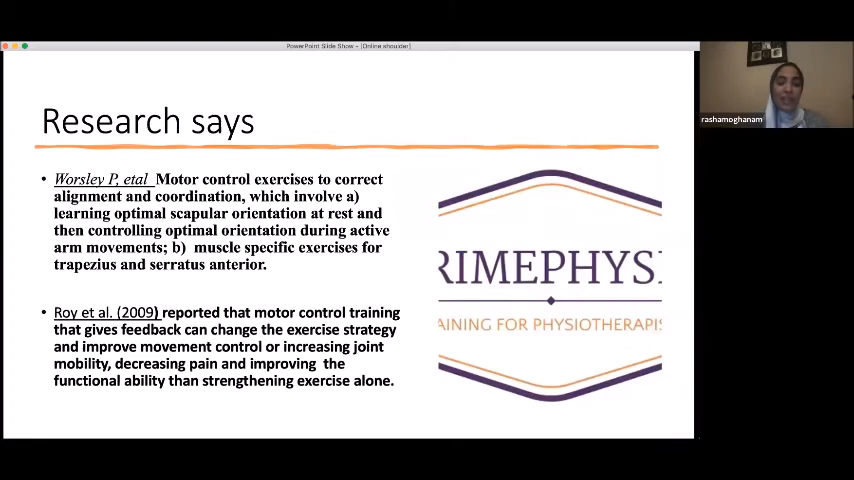 PowerPoint Slide Show - [Online shoulder]
rashamoghanam
Research says
• Worsley P, etal Motor control exercises to correct
alignment and coordination, which involve a)
learning optimal scapular orientation at rest and
then controlling optimal orientation during active
arm movements; b) muscle specific exercises for
trapezius and serratus anterior.
• Roy et al. (2009) reported that motor control training
that gives feedback can change the exercise strategy
and improve movement control or increasing joint
mobility, decreasing pain and improving the
functional ability than strengthening exercise alone.
RIMEPHYSI
AINING FOR PHYSIOTHERAPIS